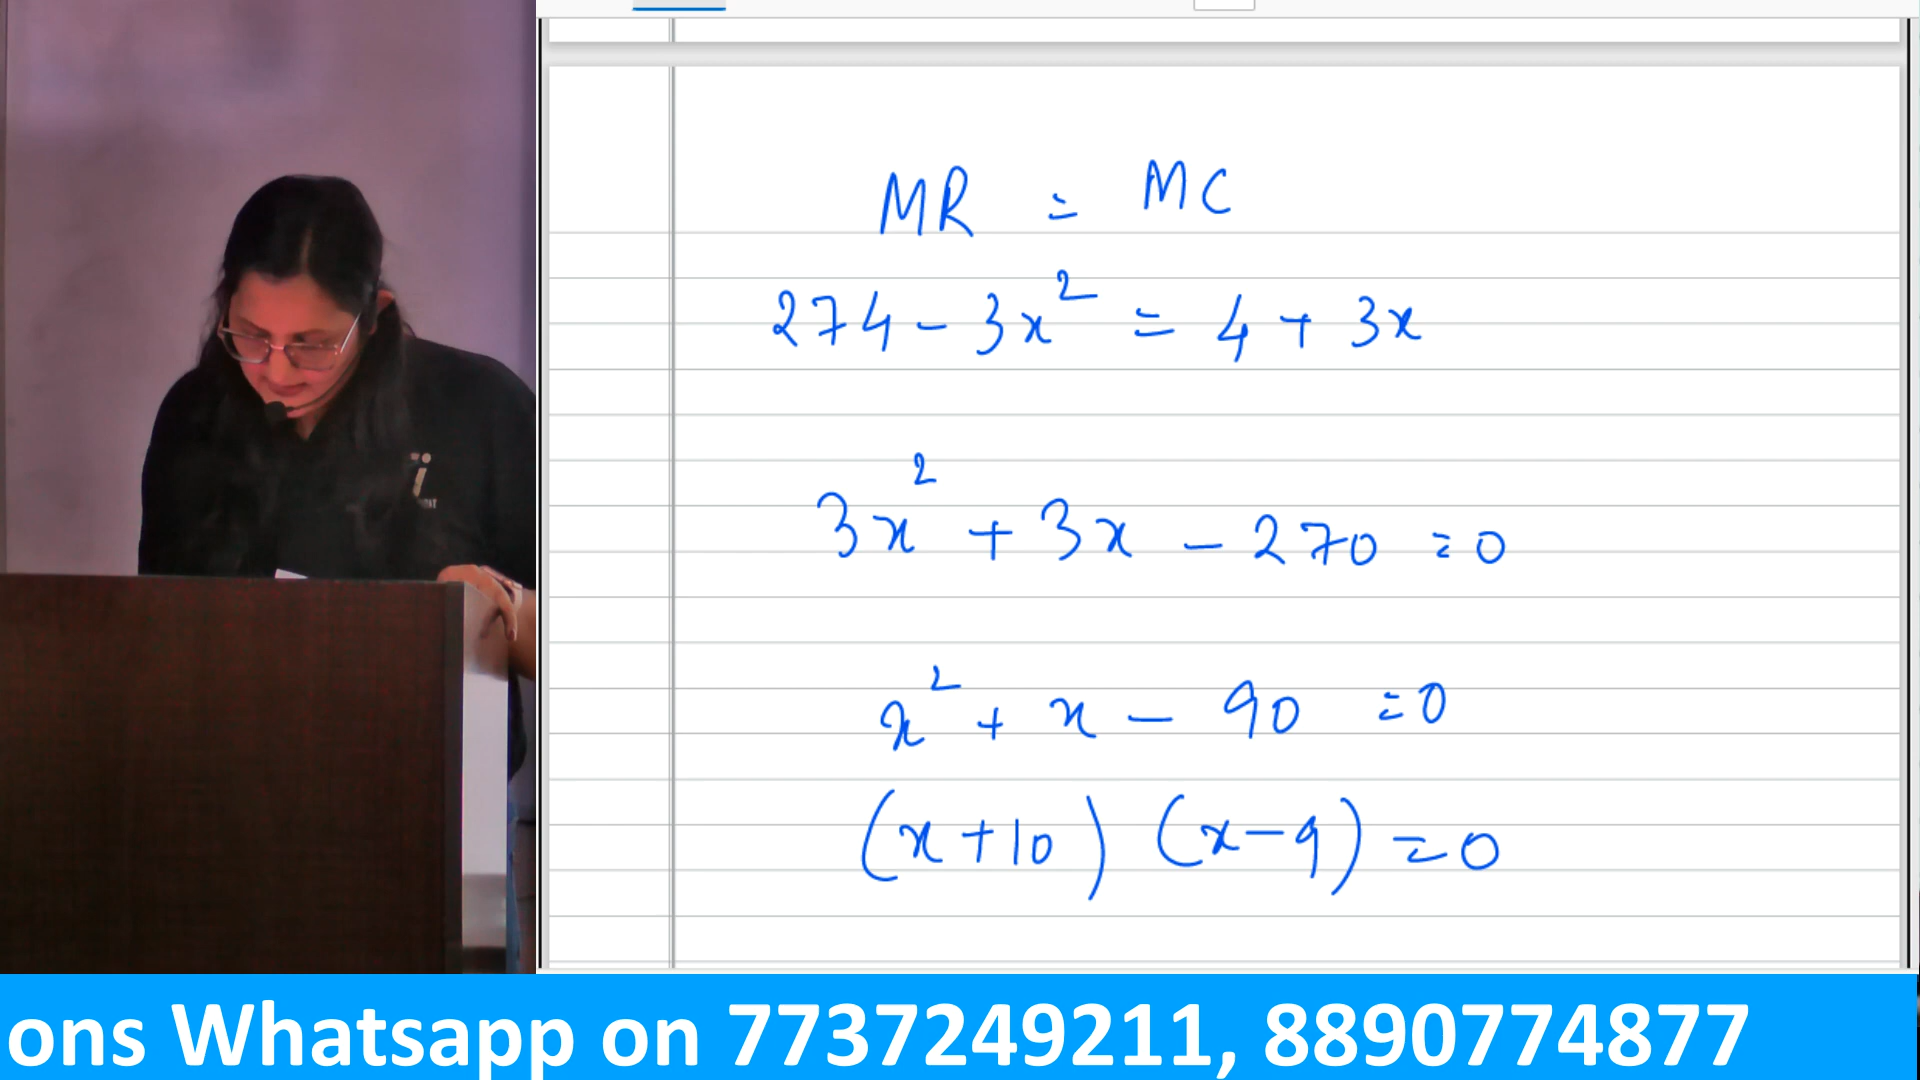 MR = MC
274 - 3x² = 4 + 3x
3x² + 3x - 270 = 0
x² + x - 90 = 0
(x+10) (x-9) = 0
ons Whatsapp on 7737249211, 8890774877